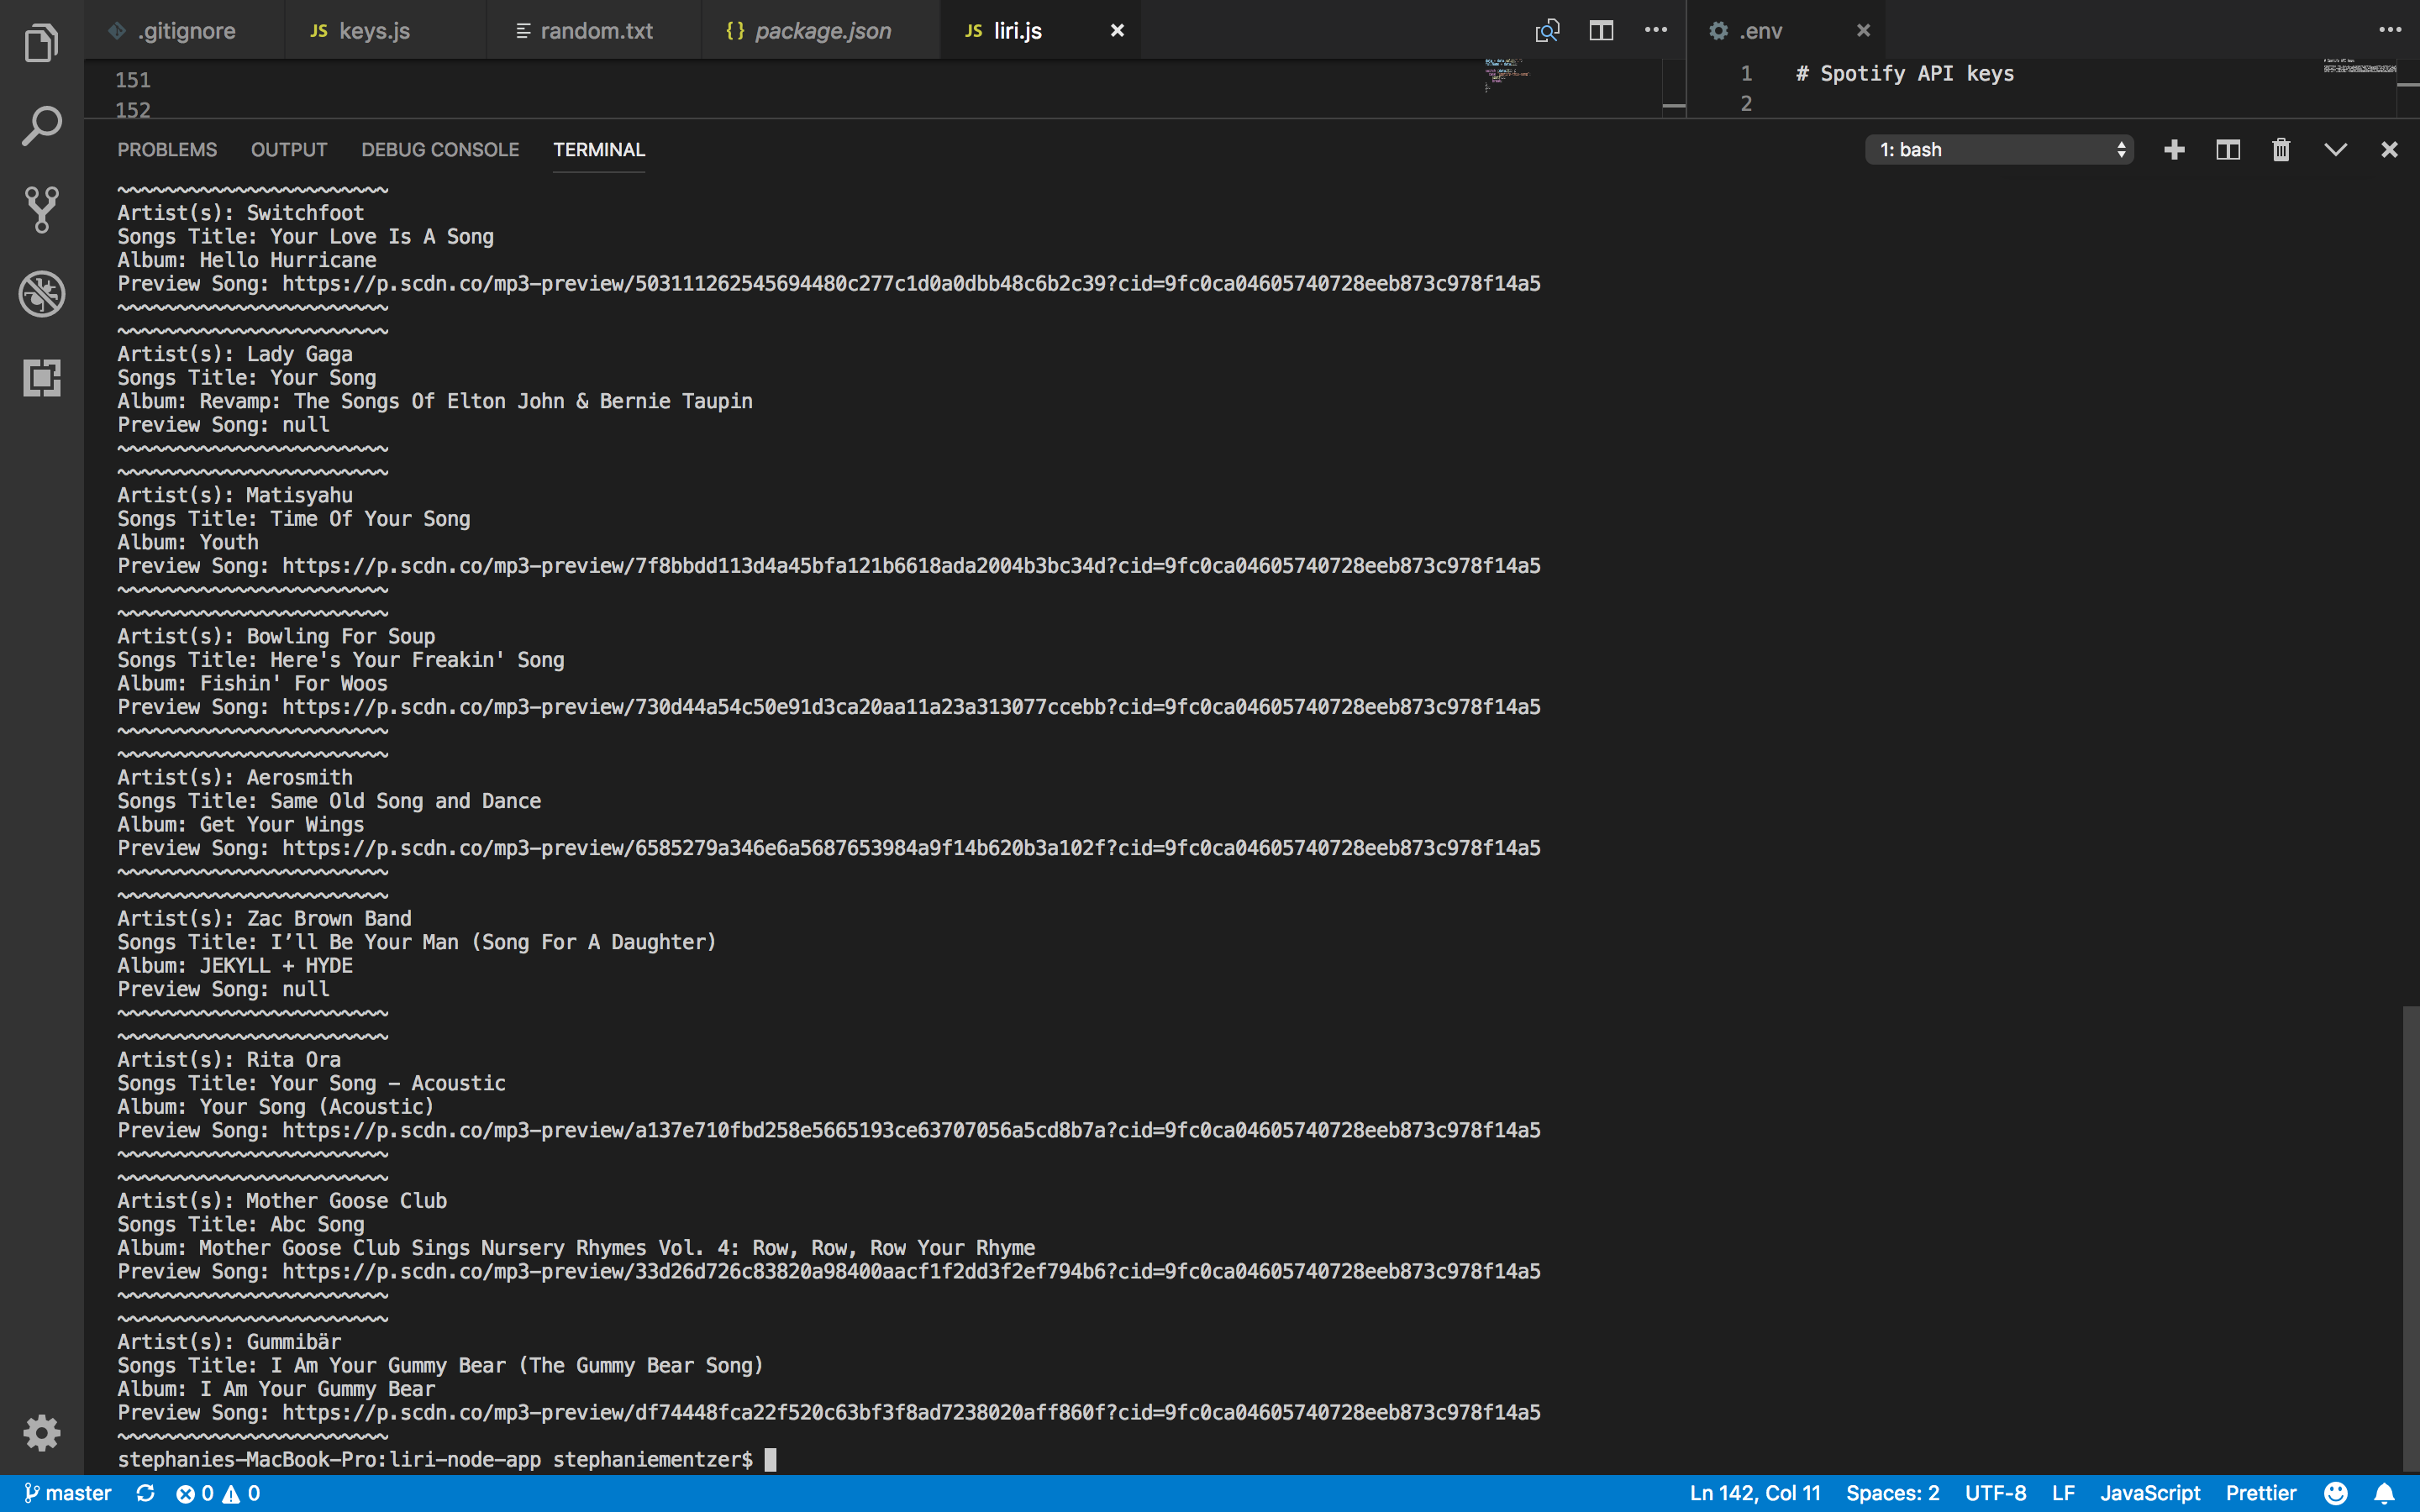 .gitignore
JS keys.js
random.txt
{} package.json
JS liri.js
.env
151
152
1 # Spotify API keys
2
PROBLEMS OUTPUT DEBUG CONSOLE TERMINAL
1: bash
~~~~~~~~~~~~~~~~~~~~~~~
Artist(s): Switchfoot
Songs Title: Your Love Is A Song
Album: Hello Hurricane
Preview Song: https://p.scdn.co/mp3-preview/503111262545694480c277c1d0a0dbb48c6b2c39?cid=9fc0ca04605740728eeb873c978f14a5
~~~~~~~~~~~~~~~~~~~~~~~
~~~~~~~~~~~~~~~~~~~~~~~
Artist(s): Lady Gaga
Songs Title: Your Song
Album: Revamp: The Songs Of Elton John & Bernie Taupin
Preview Song: null
~~~~~~~~~~~~~~~~~~~~~~~
~~~~~~~~~~~~~~~~~~~~~~~
Artist(s): Matisyahu
Songs Title: Time Of Your Song
Album: Youth
Preview Song: https://p.scdn.co/mp3-preview/7f8bbdd113d4a45bfa121b6618ada2004b3bc34d?cid=9fc0ca04605740728eeb873c978f14a5
~~~~~~~~~~~~~~~~~~~~~~~
~~~~~~~~~~~~~~~~~~~~~~~
Artist(s): Bowling For Soup
Songs Title: Here's Your Freakin' Song
Album: Fishin' For Woos
Preview Song: https://p.scdn.co/mp3-preview/730d44a54c50e91d3ca20aa11a23a313077ccebb?cid=9fc0ca04605740728eeb873c978f14a5
~~~~~~~~~~~~~~~~~~~~~~~
~~~~~~~~~~~~~~~~~~~~~~~
Artist(s): Aerosmith
Songs Title: Same Old Song and Dance
Album: Get Your Wings
Preview Song: https://p.scdn.co/mp3-preview/6585279a346e6a5687653984a9f14b620b3a102f?cid=9fc0ca04605740728eeb873c978f14a5
~~~~~~~~~~~~~~~~~~~~~~~
~~~~~~~~~~~~~~~~~~~~~~~
Artist(s): Zac Brown Band
Songs Title: I’ll Be Your Man (Song For A Daughter)
Album: JEKYLL + HYDE
Preview Song: null
~~~~~~~~~~~~~~~~~~~~~~~
~~~~~~~~~~~~~~~~~~~~~~~
Artist(s): Rita Ora
Songs Title: Your Song - Acoustic
Album: Your Song (Acoustic)
Preview Song: https://p.scdn.co/mp3-preview/a137e710fbd258e5665193ce63707056a5cd8b7a?cid=9fc0ca04605740728eeb873c978f14a5
~~~~~~~~~~~~~~~~~~~~~~~
~~~~~~~~~~~~~~~~~~~~~~~
Artist(s): Mother Goose Club
Songs Title: Abc Song
Album: Mother Goose Club Sings Nursery Rhymes Vol. 4: Row, Row, Row Your Rhyme
Preview Song: https://p.scdn.co/mp3-preview/33d26d726c83820a98400aacf1f2dd3f2ef794b6?cid=9fc0ca04605740728eeb873c978f14a5
~~~~~~~~~~~~~~~~~~~~~~~
~~~~~~~~~~~~~~~~~~~~~~~
Artist(s): Gummibär
Songs Title: I Am Your Gummy Bear (The Gummy Bear Song)
Album: I Am Your Gummy Bear
Preview Song: https://p.scdn.co/mp3-preview/df74448fca22f520c63bf3f8ad7238020aff860f?cid=9fc0ca04605740728eeb873c978f14a5
~~~~~~~~~~~~~~~~~~~~~~~
stephanies-MacBook-Pro:liri-node-app stephaniementzer$
master 0 0 Ln 142, Col 11 Spaces: 2 UTF-8 LF JavaScript Prettier